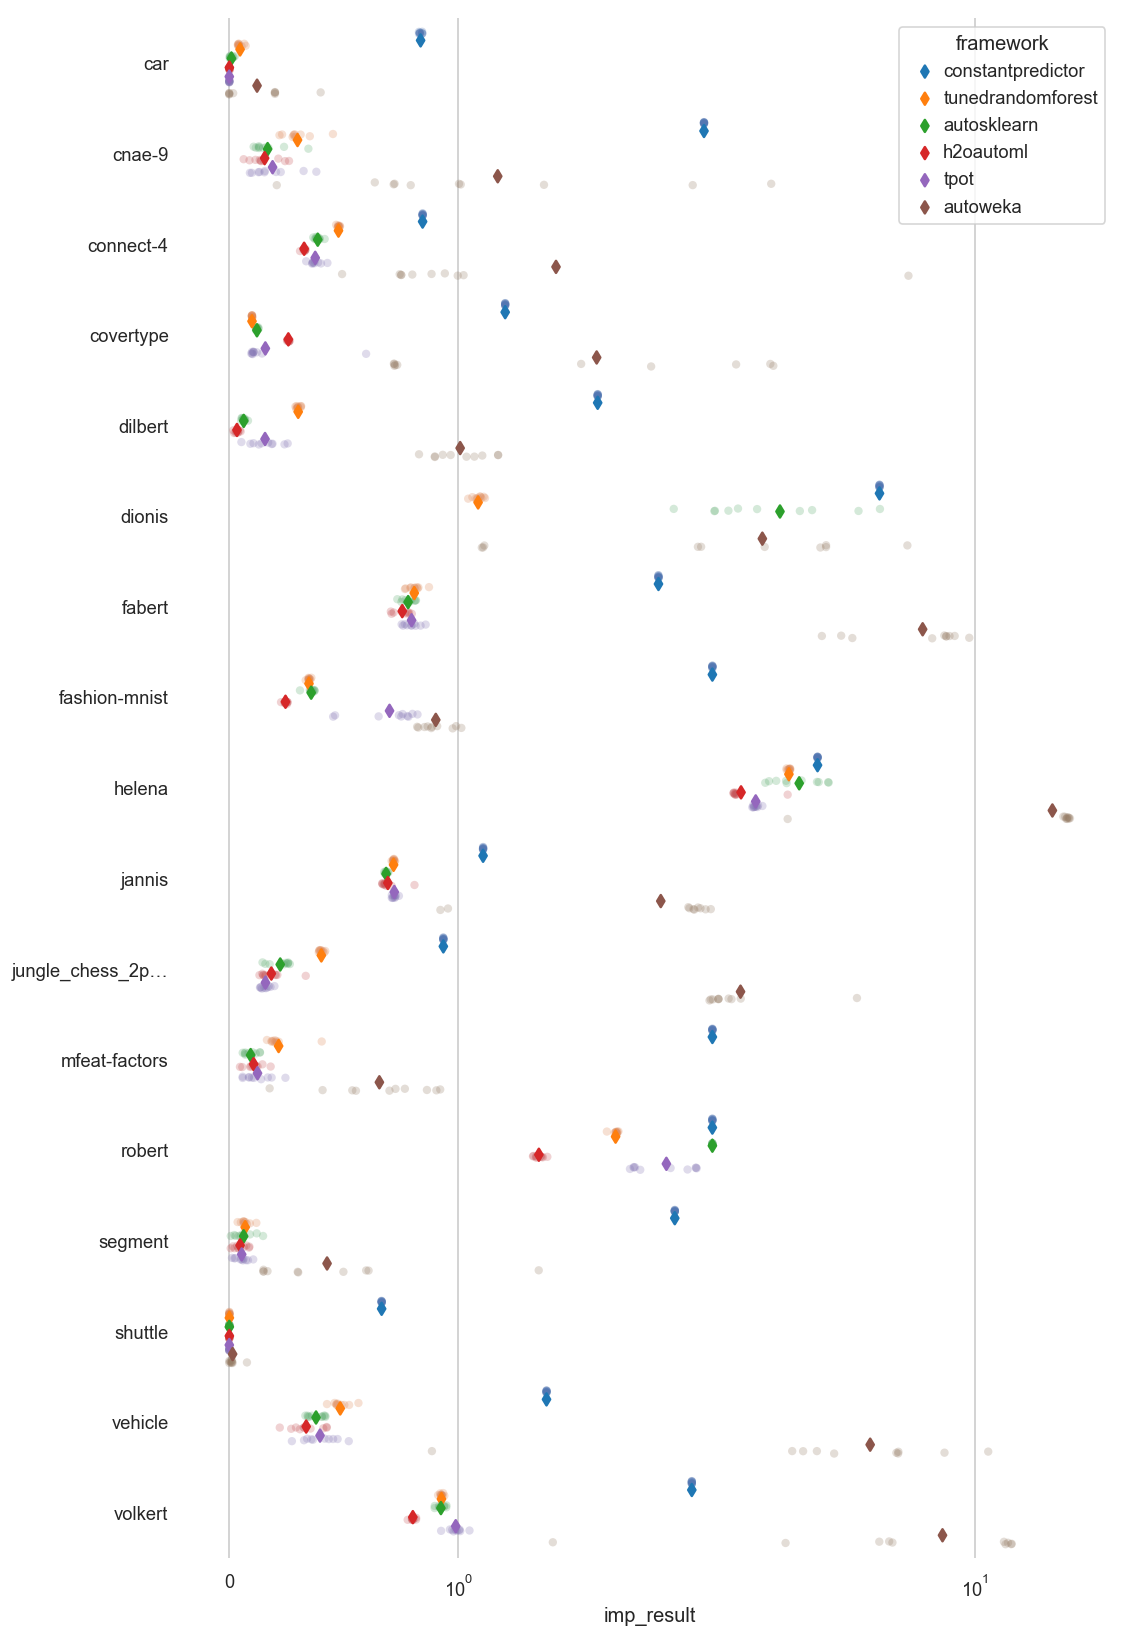 framework
constantpredictor
tunedrandomforest
autosklearn
h2oautoml
tpot
autoweka
car
cnae-9
connect-4
covertype
dilbert
dionis
fabert
fashion-mnist
helena
jannis
jungle_chess_2p…
mfeat-factors
robert
segment
shuttle
vehicle
volkert
0 10⁰ 10¹
imp_result